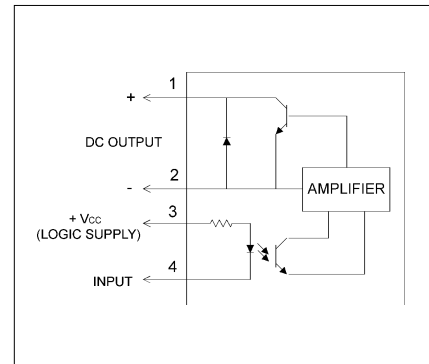 1
+
DC OUTPUT
2
-
AMPLIFIER
3
+ Vcc
(LOGIC SUPPLY)
4
INPUT